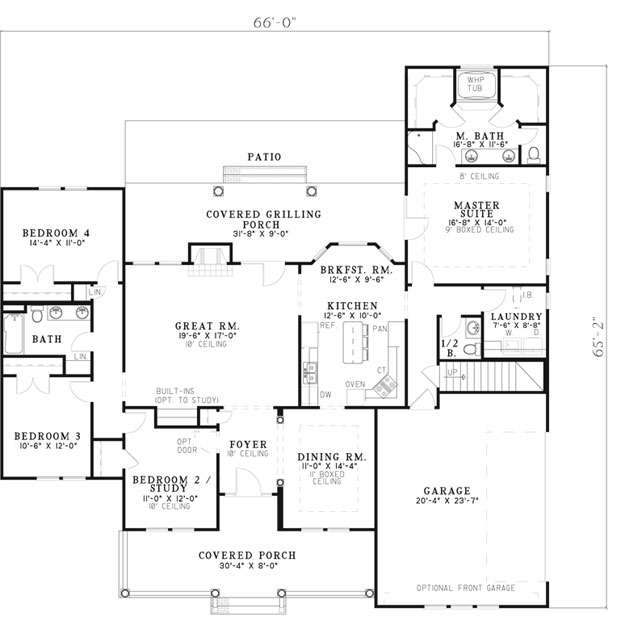 66'-0"
WHP
TUB
M. BATH
16'-8" X 11'-6"
8' CEILING
PATIO
COVERED GRILLING
PORCH
31'-8" X 9'-0"
MASTER
SUITE
16'-8" X 14'-0"
9' BOXED CEILING
BEDROOM 4
14'-4" X 11'-0"
LIN.
BRKFST. RM.
12'-6" X 9'-6"
KITCHEN
12'-6" X 10'-0"
REF.
PAN
I.B.
LAUNDRY
7'-6" X 8'-8"
W.
D.
1/2
B.
GREAT RM.
19'-6" X 17'-0"
10' CEILING
BATH
LIN.
UP
65'-2"
OVEN
CT
DW
BUILT-INS
(OPT. TO STUDY)
BEDROOM 3
10'-6" X 12'-0"
OPT.
DOOR
FOYER
10' CEILING
DINING RM.
11'-0" X 14'-4"
11' BOXED
CEILING
BEDROOM 2 /
STUDY
11'-0" X 12'-0"
10' CEILING
GARAGE
20'-4" X 23'-7"
COVERED PORCH
30'-4" X 8'-0"
OPTIONAL FRONT GARAGE